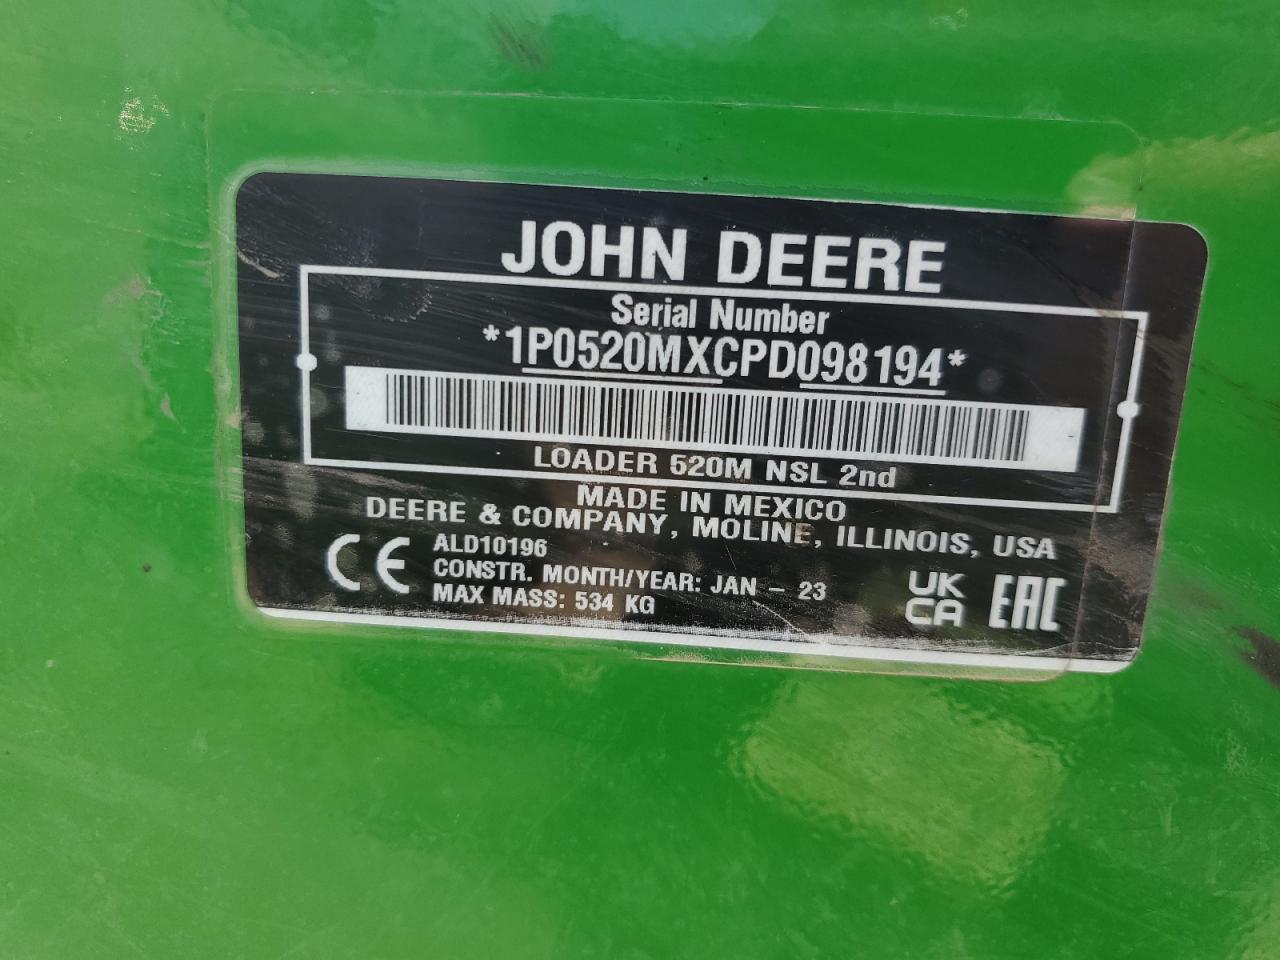 JOHN DEERE
Serial Number
*1P0520MXCPD098194*
LOADER 520M NSL 2nd
MADE IN MEXICO
DEERE & COMPANY, MOLINE, ILLINOIS, USA
CE
ALD10196
CONSTR. MONTH/YEAR: JAN - 23
MAX MASS: 534 KG
UK
CA
EAC